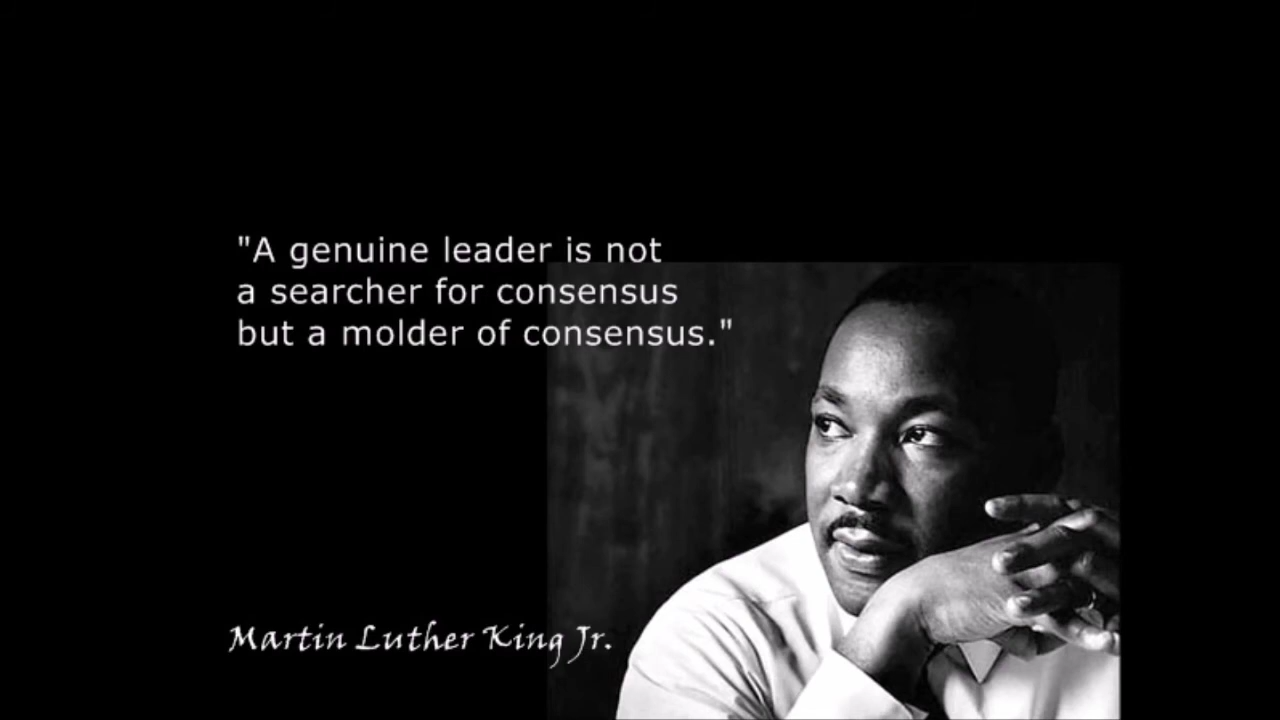 "A genuine leader is not
a searcher for consensus
but a molder of consensus."
Martin Luther King Jr.